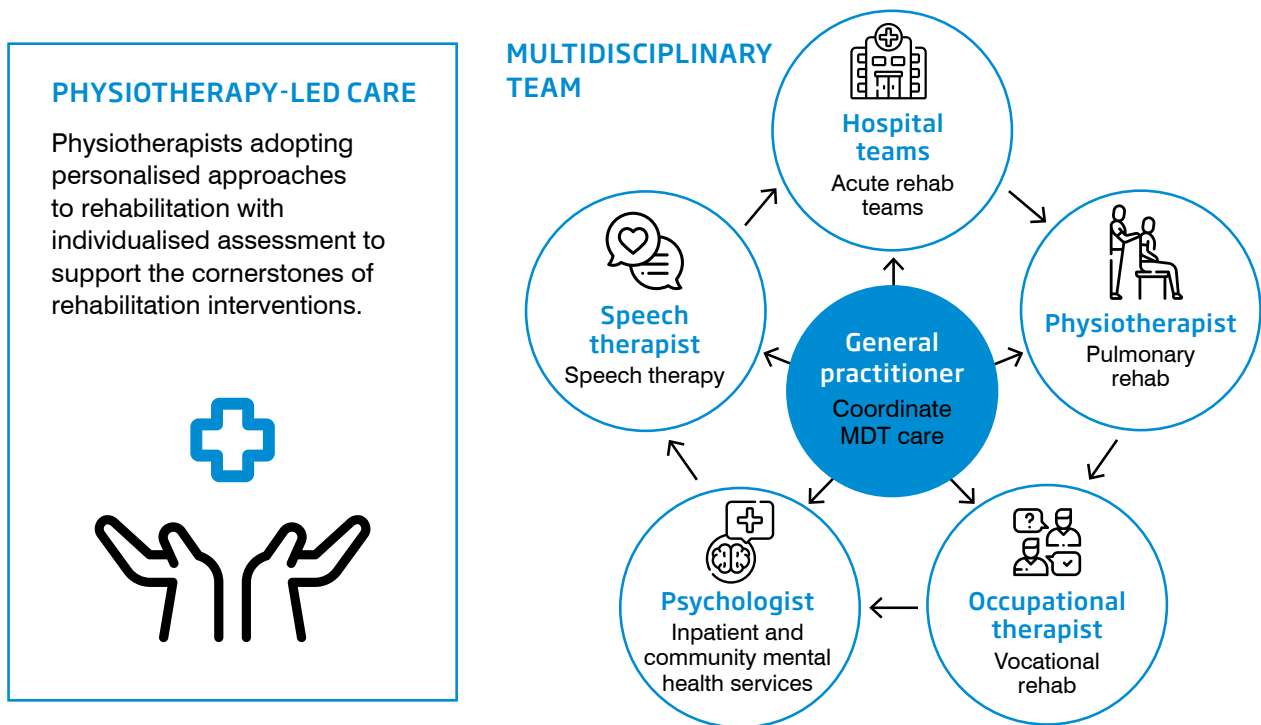 PHYSIOTHERAPY-LED CARE
Physiotherapists adopting
personalised approaches
to rehabilitation with
individualised assessment to
support the cornerstones of
rehabilitation interventions.
MULTIDISCIPLINARY
TEAM
Hospital
teams
Acute rehab
teams
Physiotherapist
Pulmonary
rehab
Occupational
therapist
Vocational
rehab
Psychologist
Inpatient and
community mental
health services
Speech
therapist
Speech therapy
General
practitioner
Coordinate
MDT care